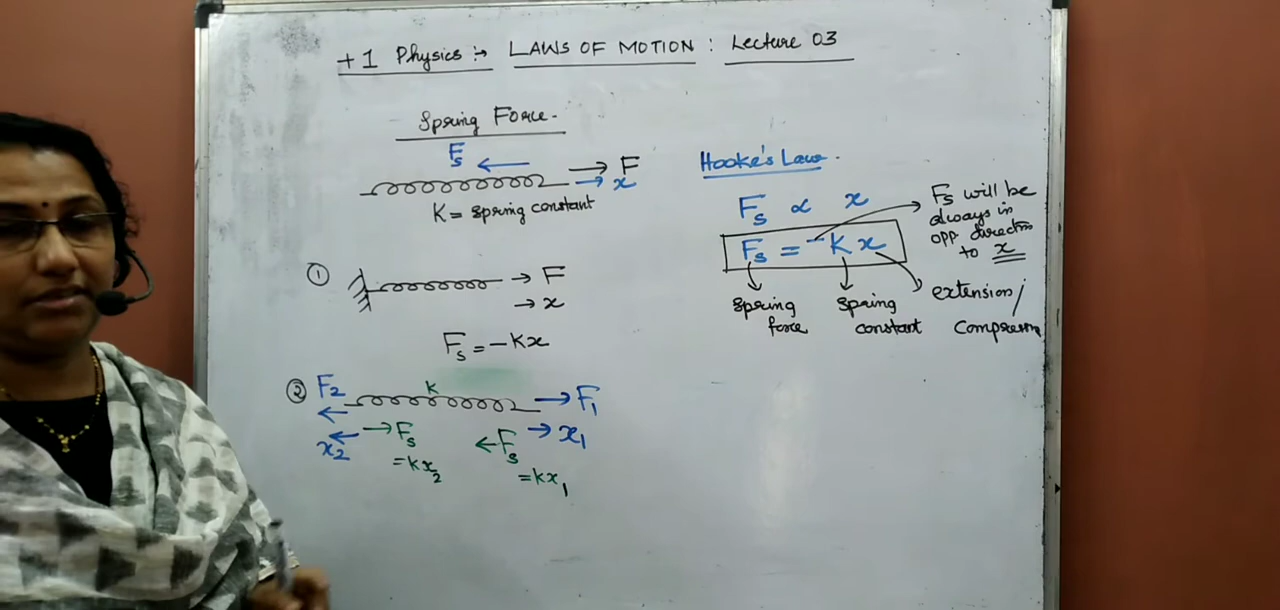 +1 Physics :→ LAWS OF MOTION : Lecture 03
Spring Force.
Fs
F
x
K = spring constant
① → F
→ x
Fs = -Kx
② F2 K → F1
x2 → Fs ← Fs → x1
= Kx2
= Kx1
Hooke's Law.
Fs ∝ x
Fs = -Kx
Fs will be
always in
opp. directn
to x
spring
force
spring
constant
extension/
compression